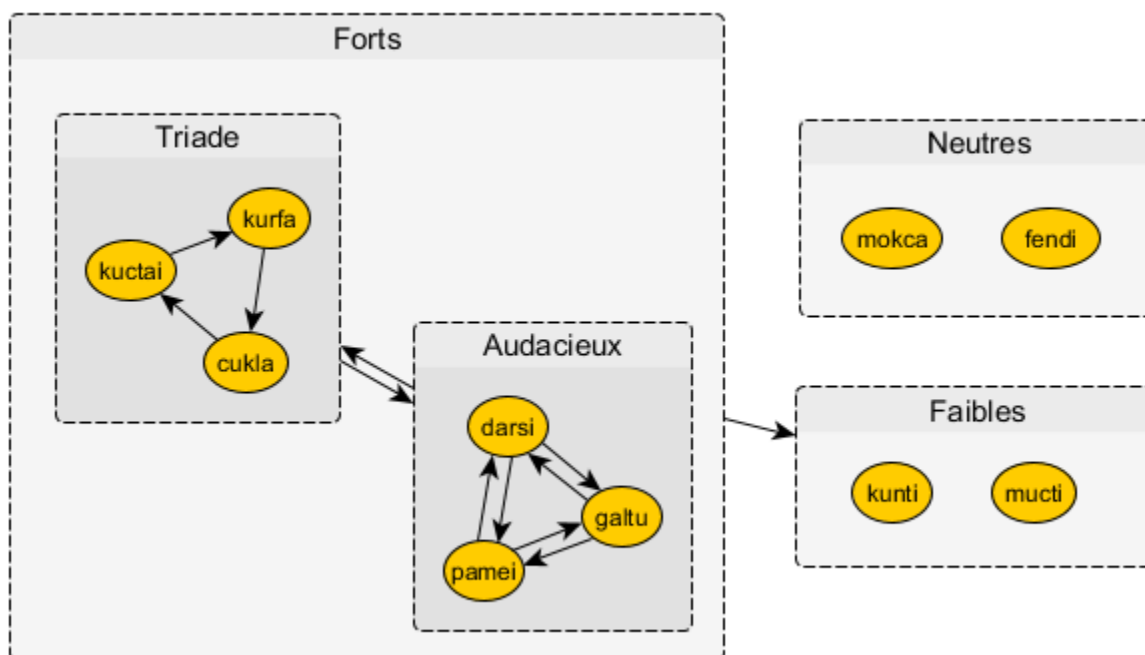 Forts
Triade
kurfa
kuctai
cukla
Audacieux
darsi
galtu
pamei
Neutres
mokca
fendi
Faibles
kunti
mucti